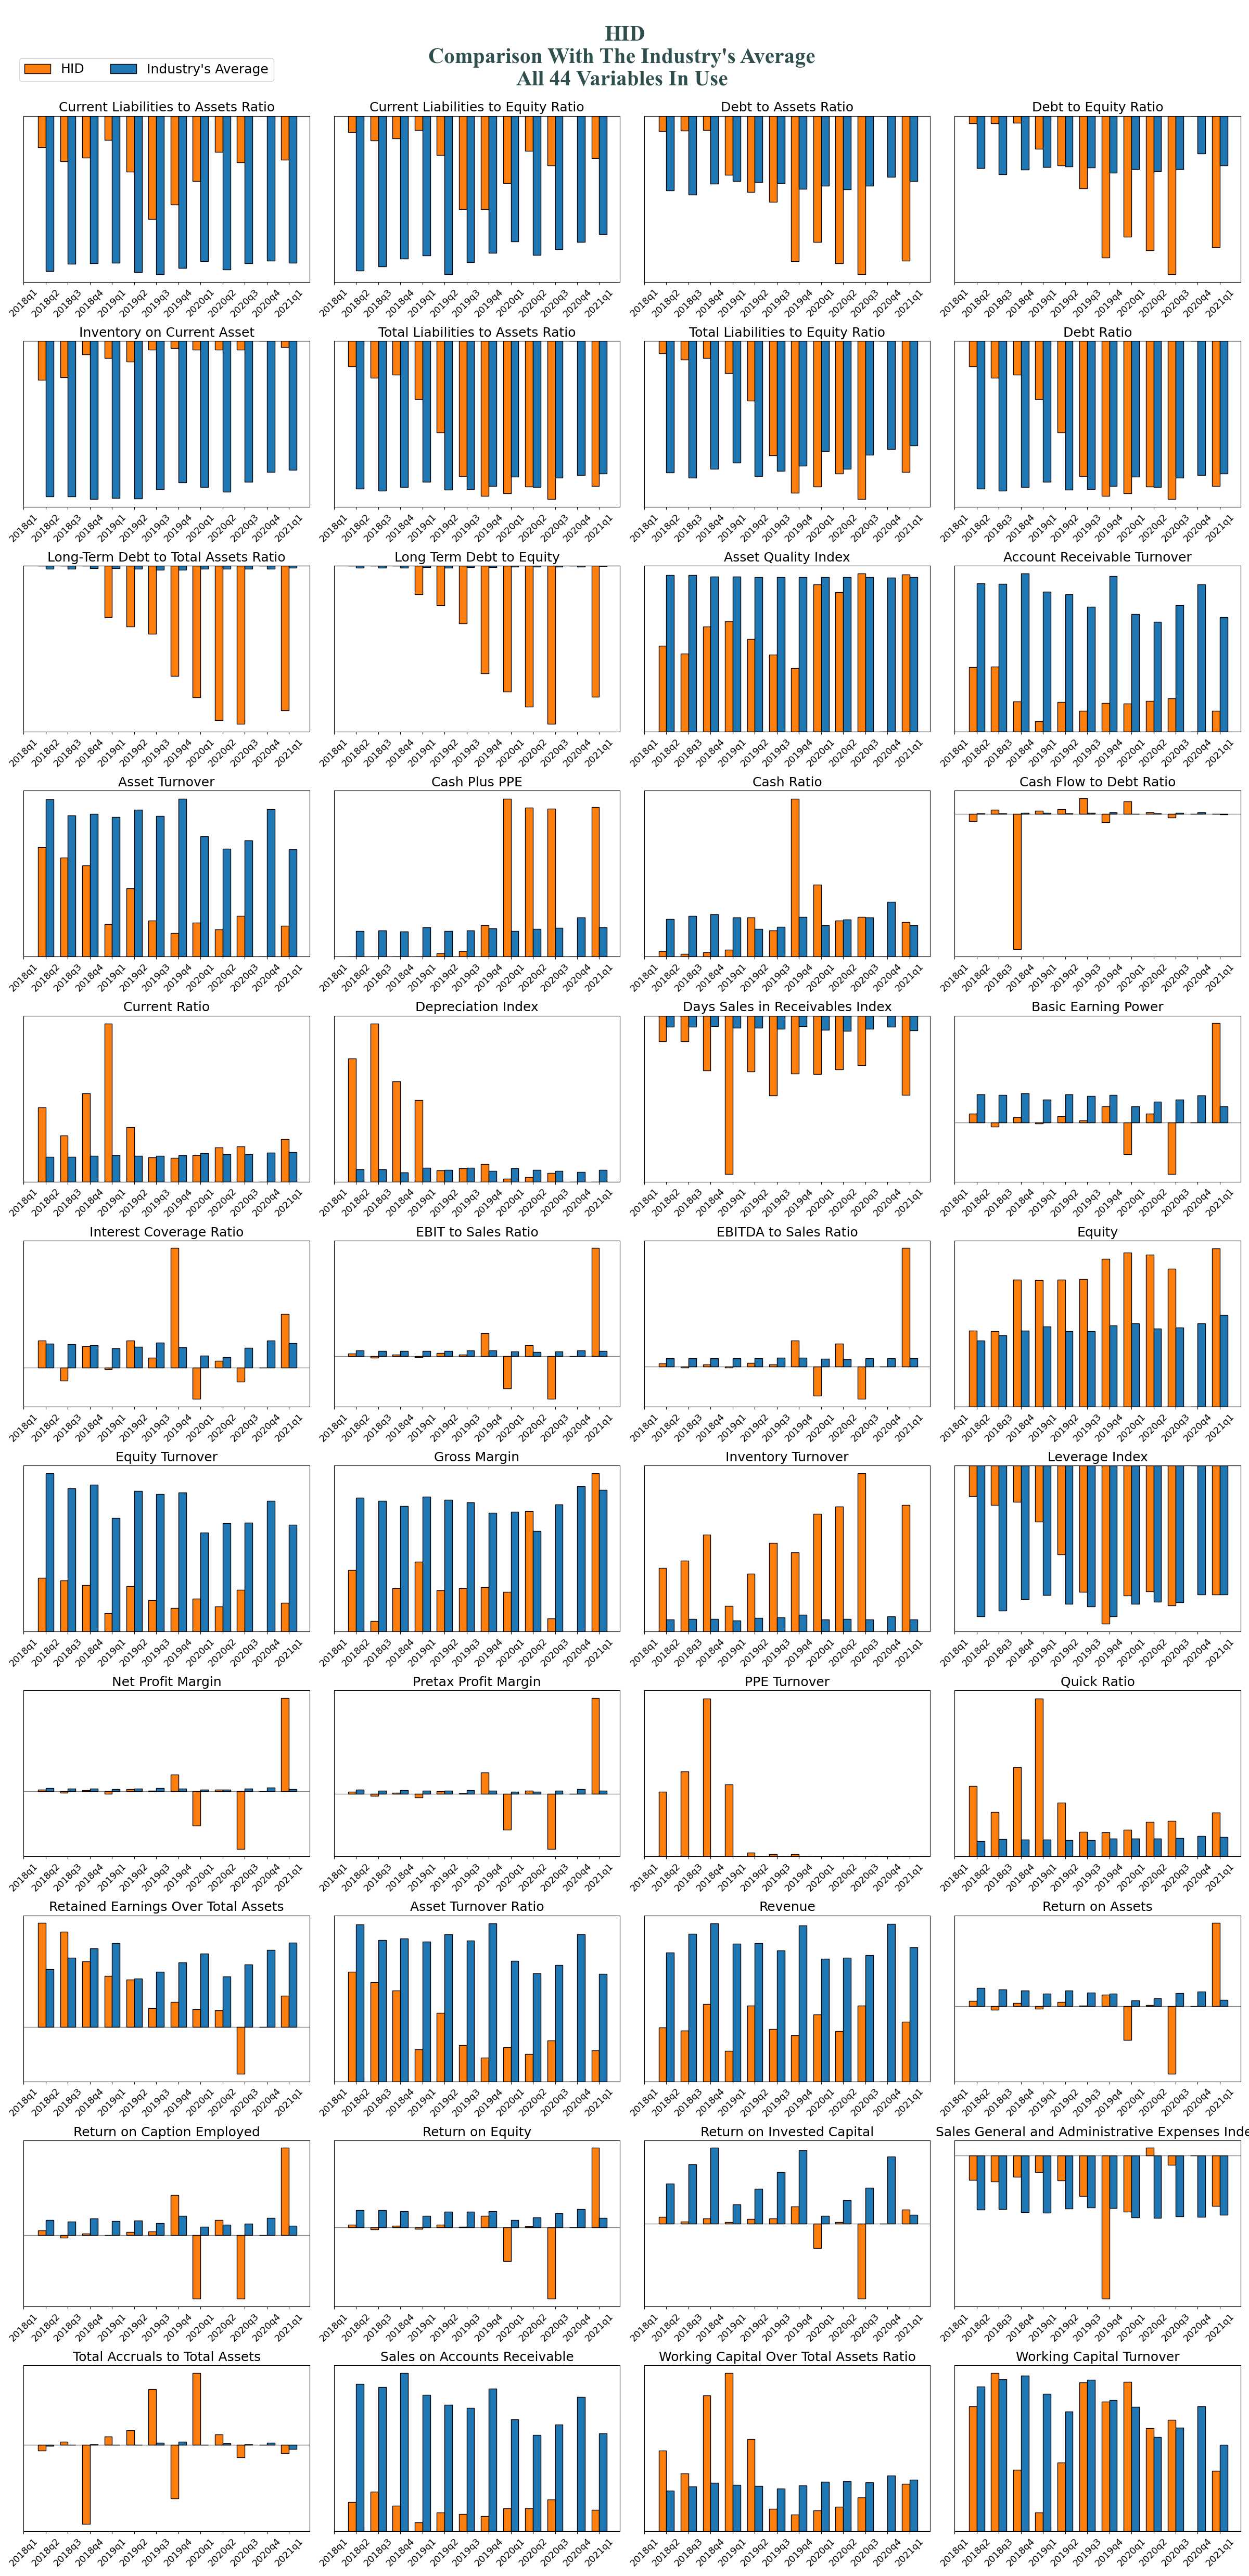 HID
Comparison With The Industry's Average
All 44 Variables In Use
HID
Industry's Average
Current Liabilities to Assets Ratio
Current Liabilities to Equity Ratio
Debt to Assets Ratio
Debt to Equity Ratio
Inventory on Current Asset
Total Liabilities to Assets Ratio
Total Liabilities to Equity Ratio
Debt Ratio
Long-Term Debt to Total Assets Ratio
Long Term Debt to Equity
Asset Quality Index
Account Receivable Turnover
Asset Turnover
Cash Plus PPE
Cash Ratio
Cash Flow to Debt Ratio
Current Ratio
Depreciation Index
Days Sales in Receivables Index
Basic Earning Power
Interest Coverage Ratio
EBIT to Sales Ratio
EBITDA to Sales Ratio
Equity
Equity Turnover
Gross Margin
Inventory Turnover
Leverage Index
Net Profit Margin
Pretax Profit Margin
PPE Turnover
Quick Ratio
Retained Earnings Over Total Assets
Asset Turnover Ratio
Revenue
Return on Assets
Return on Caption Employed
Return on Equity
Return on Invested Capital
Sales General and Administrative Expenses Inde
Total Accruals to Total Assets
Sales on Accounts Receivable
Working Capital Over Total Assets Ratio
Working Capital Turnover
2018q1 2018q2 2018q3 2018q4 2019q1 2019q2 2019q3 2019q4 2020q1 2020q2 2020q3 2020q4 2021q1